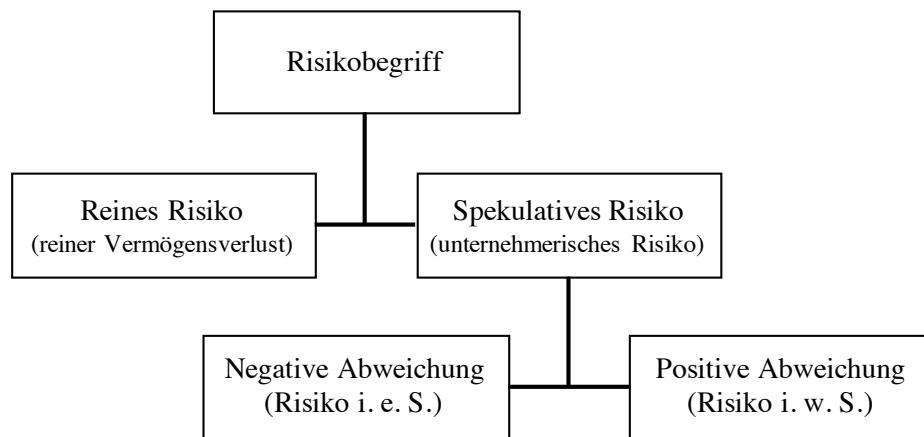 Risikobegriff
Reines Risiko
(reiner Vermögensverlust)
Spekulatives Risiko
(unternehmerisches Risiko)
Negative Abweichung
(Risiko i. e. S.)
Positive Abweichung
(Risiko i. w. S.)